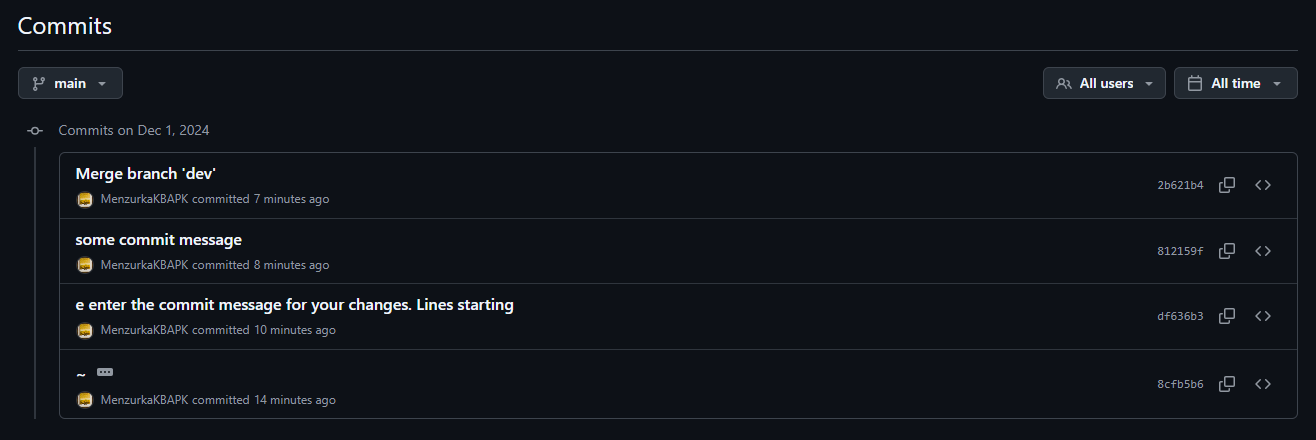 Commits
main
All users
All time
Commits on Dec 1, 2024
Merge branch 'dev'
MenzurkaKBAPK committed 7 minutes ago
2b621b4
some commit message
MenzurkaKBAPK committed 8 minutes ago
812159f
e enter the commit message for your changes. Lines starting
MenzurkaKBAPK committed 10 minutes ago
df636b3
~
MenzurkaKBAPK committed 14 minutes ago
8cfb5b6